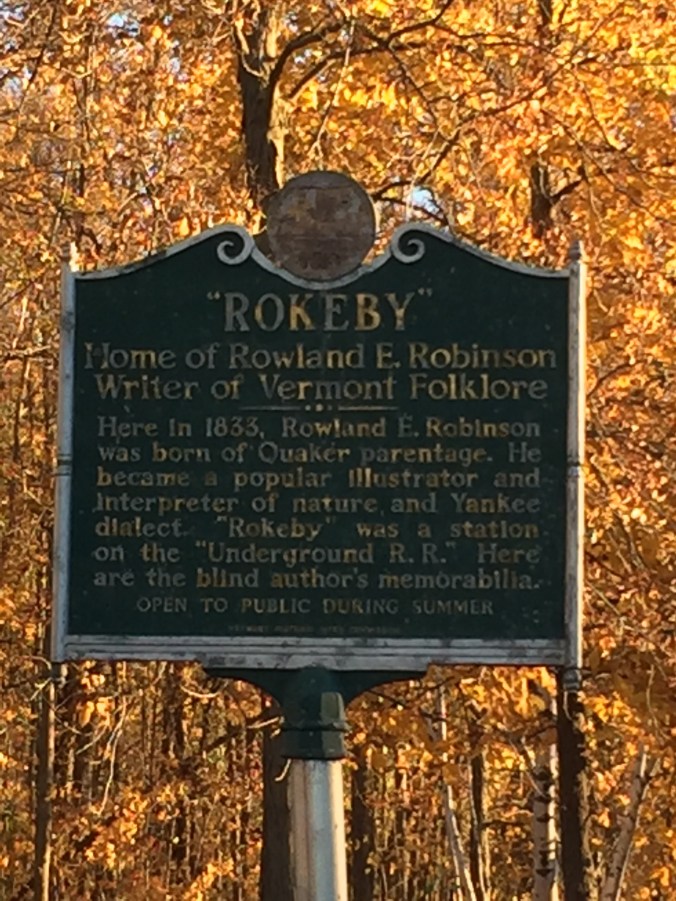 "ROKEBY"
Home of Rowland E. Robinson
Writer of Vermont Folklore
Here in 1833, Rowland E. Robinson
was born of Quaker parentage. He
became a popular illustrator and
interpreter of nature and Yankee
dialect. "Rokeby" was a station
on the "Underground R. R." Here
are the blind author's memorabilia.
OPEN TO PUBLIC DURING SUMMER